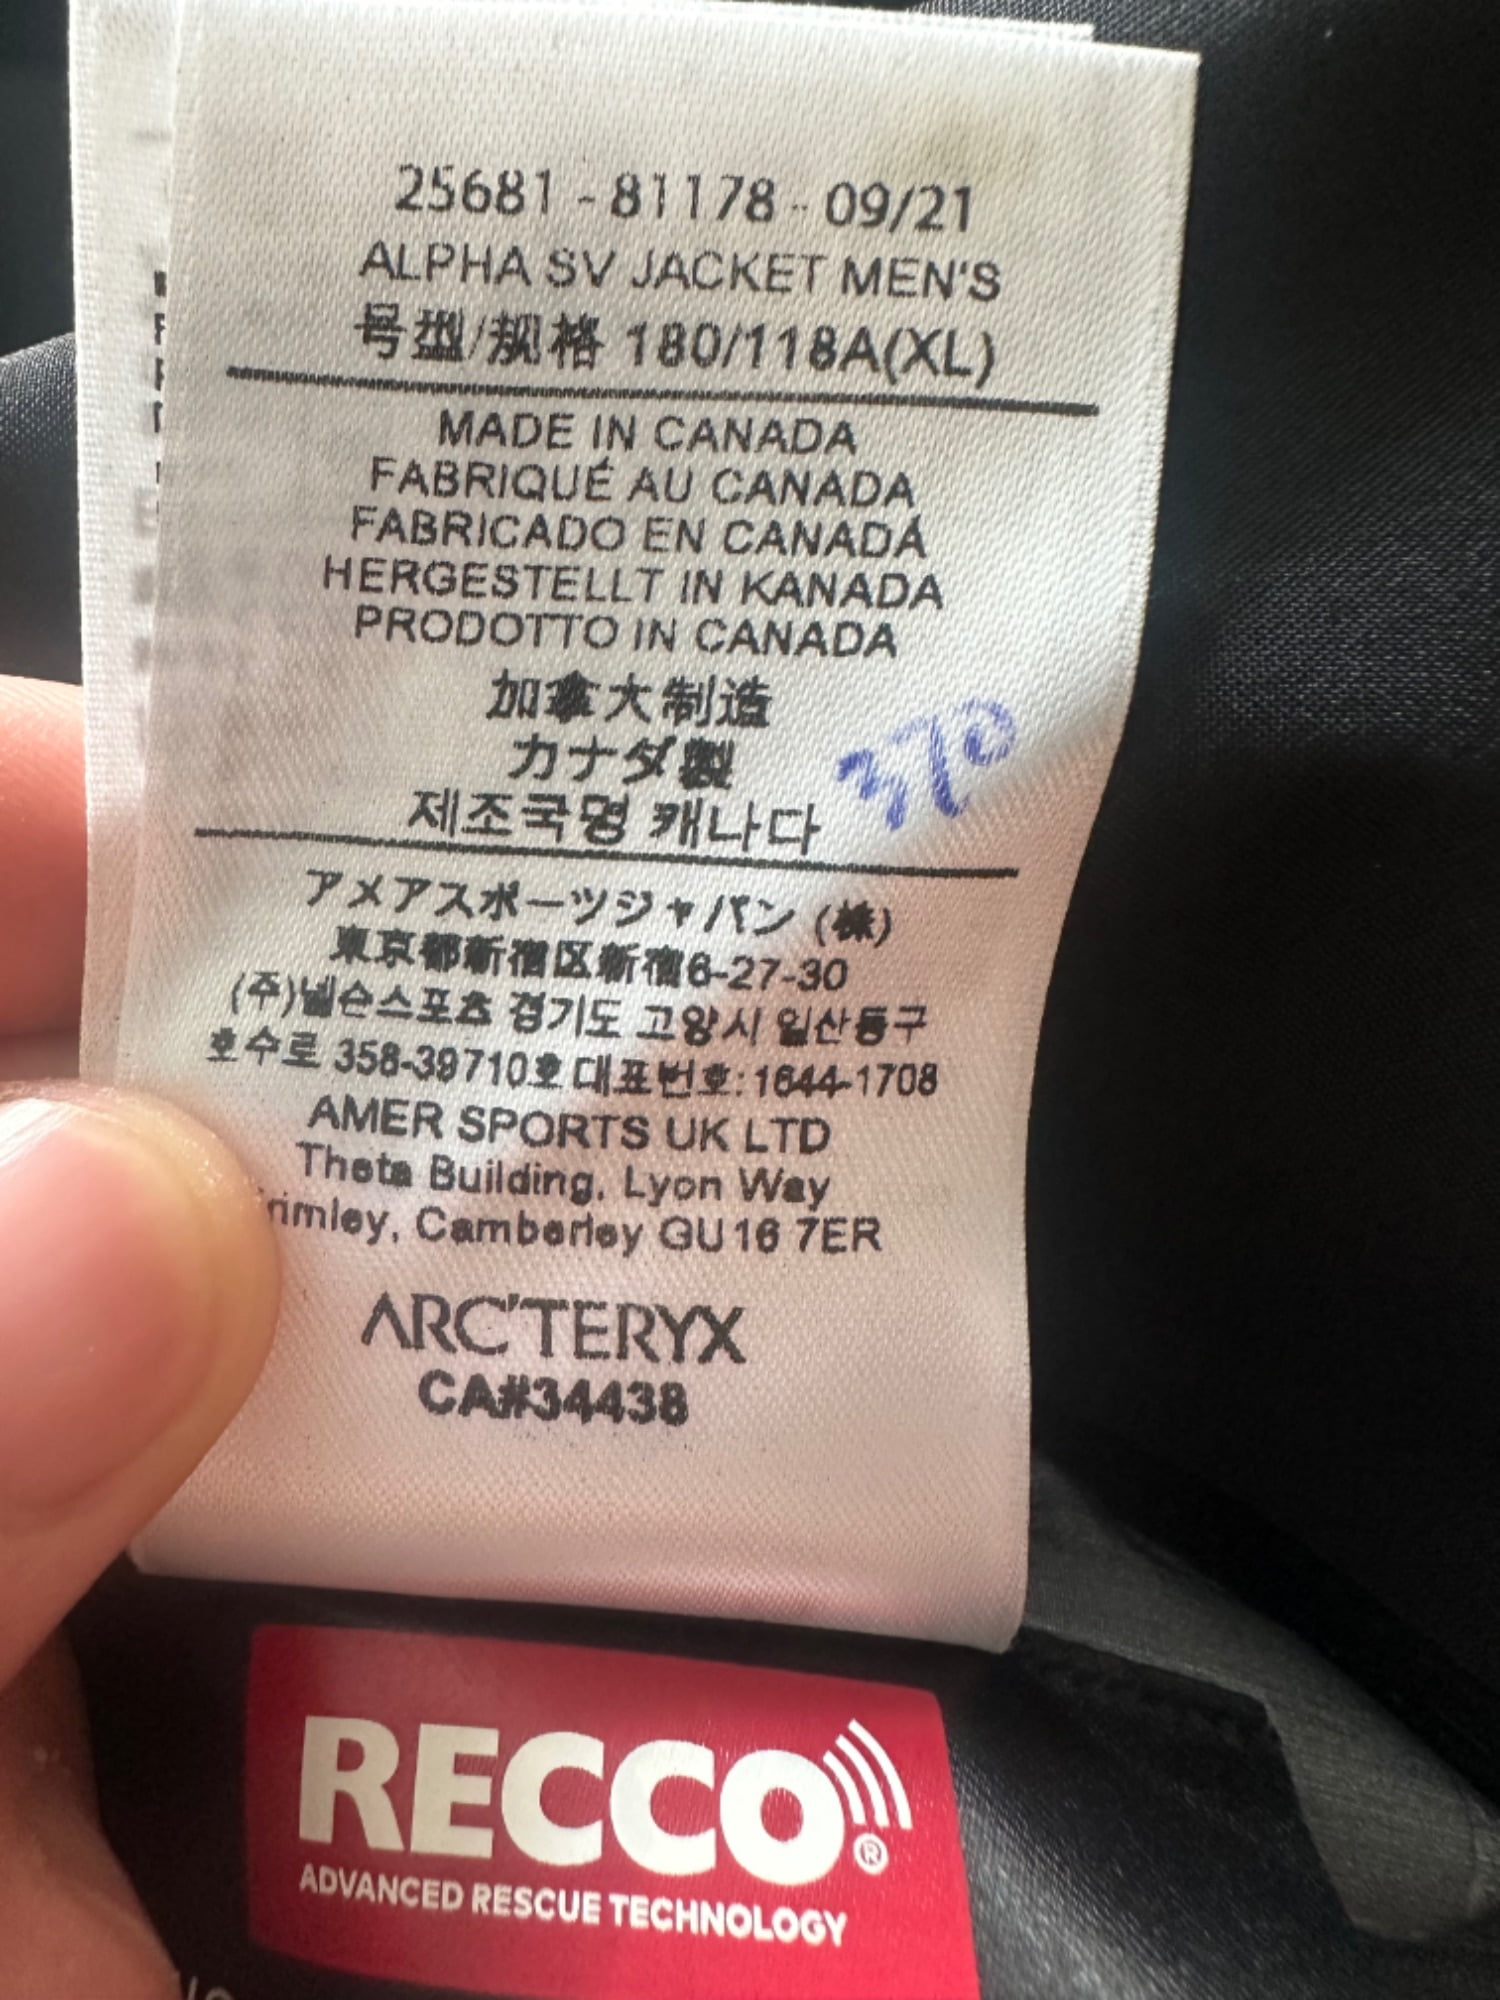 25681 - 81178 - 09/21
ALPHA SV JACKET MEN'S
号型/规格 180/118A(XL)
MADE IN CANADA
FABRIQUÉ AU CANADA
FABRICADO EN CANADÁ
HERGESTELLT IN KANADA
PRODOTTO IN CANADA
加拿大制造
カナダ製
제조국명 캐나다
370
アメアスポーツジャパン (株)
東京都新宿区新宿6-27-30
(주)넬슨스포츠 경기도 고양시 일산동구
호수로 358-39710호 대표번호:1644-1708
AMER SPORTS UK LTD
Theta Building, Lyon Way
rimley, Camberley GU16 7ER
ARC'TERYX
CA#34438
RECCO®
ADVANCED RESCUE TECHNOLOGY